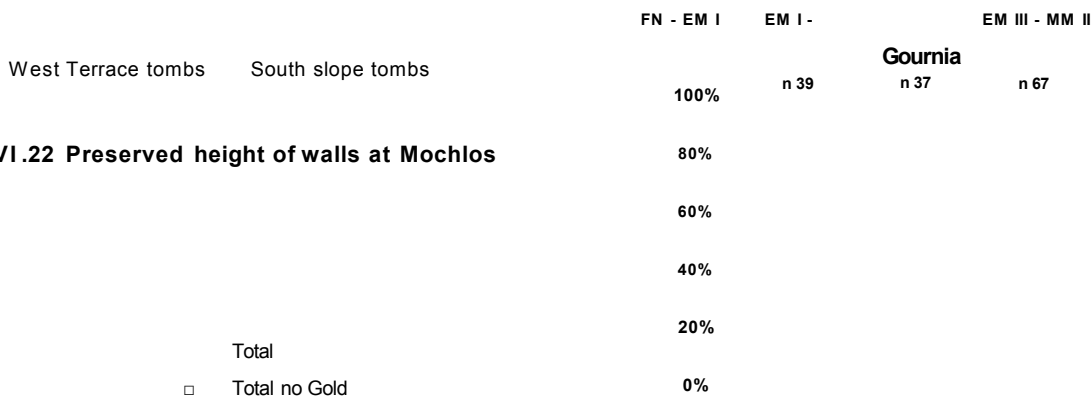 FN - EM I EM I - EM III - MM II
Gournia
West Terrace tombs South slope tombs
n 39 n 37 n 67
100%
VI.22 Preserved height of walls at Mochlos
80%
60%
40%
20%
Total
□ Total no Gold
0%